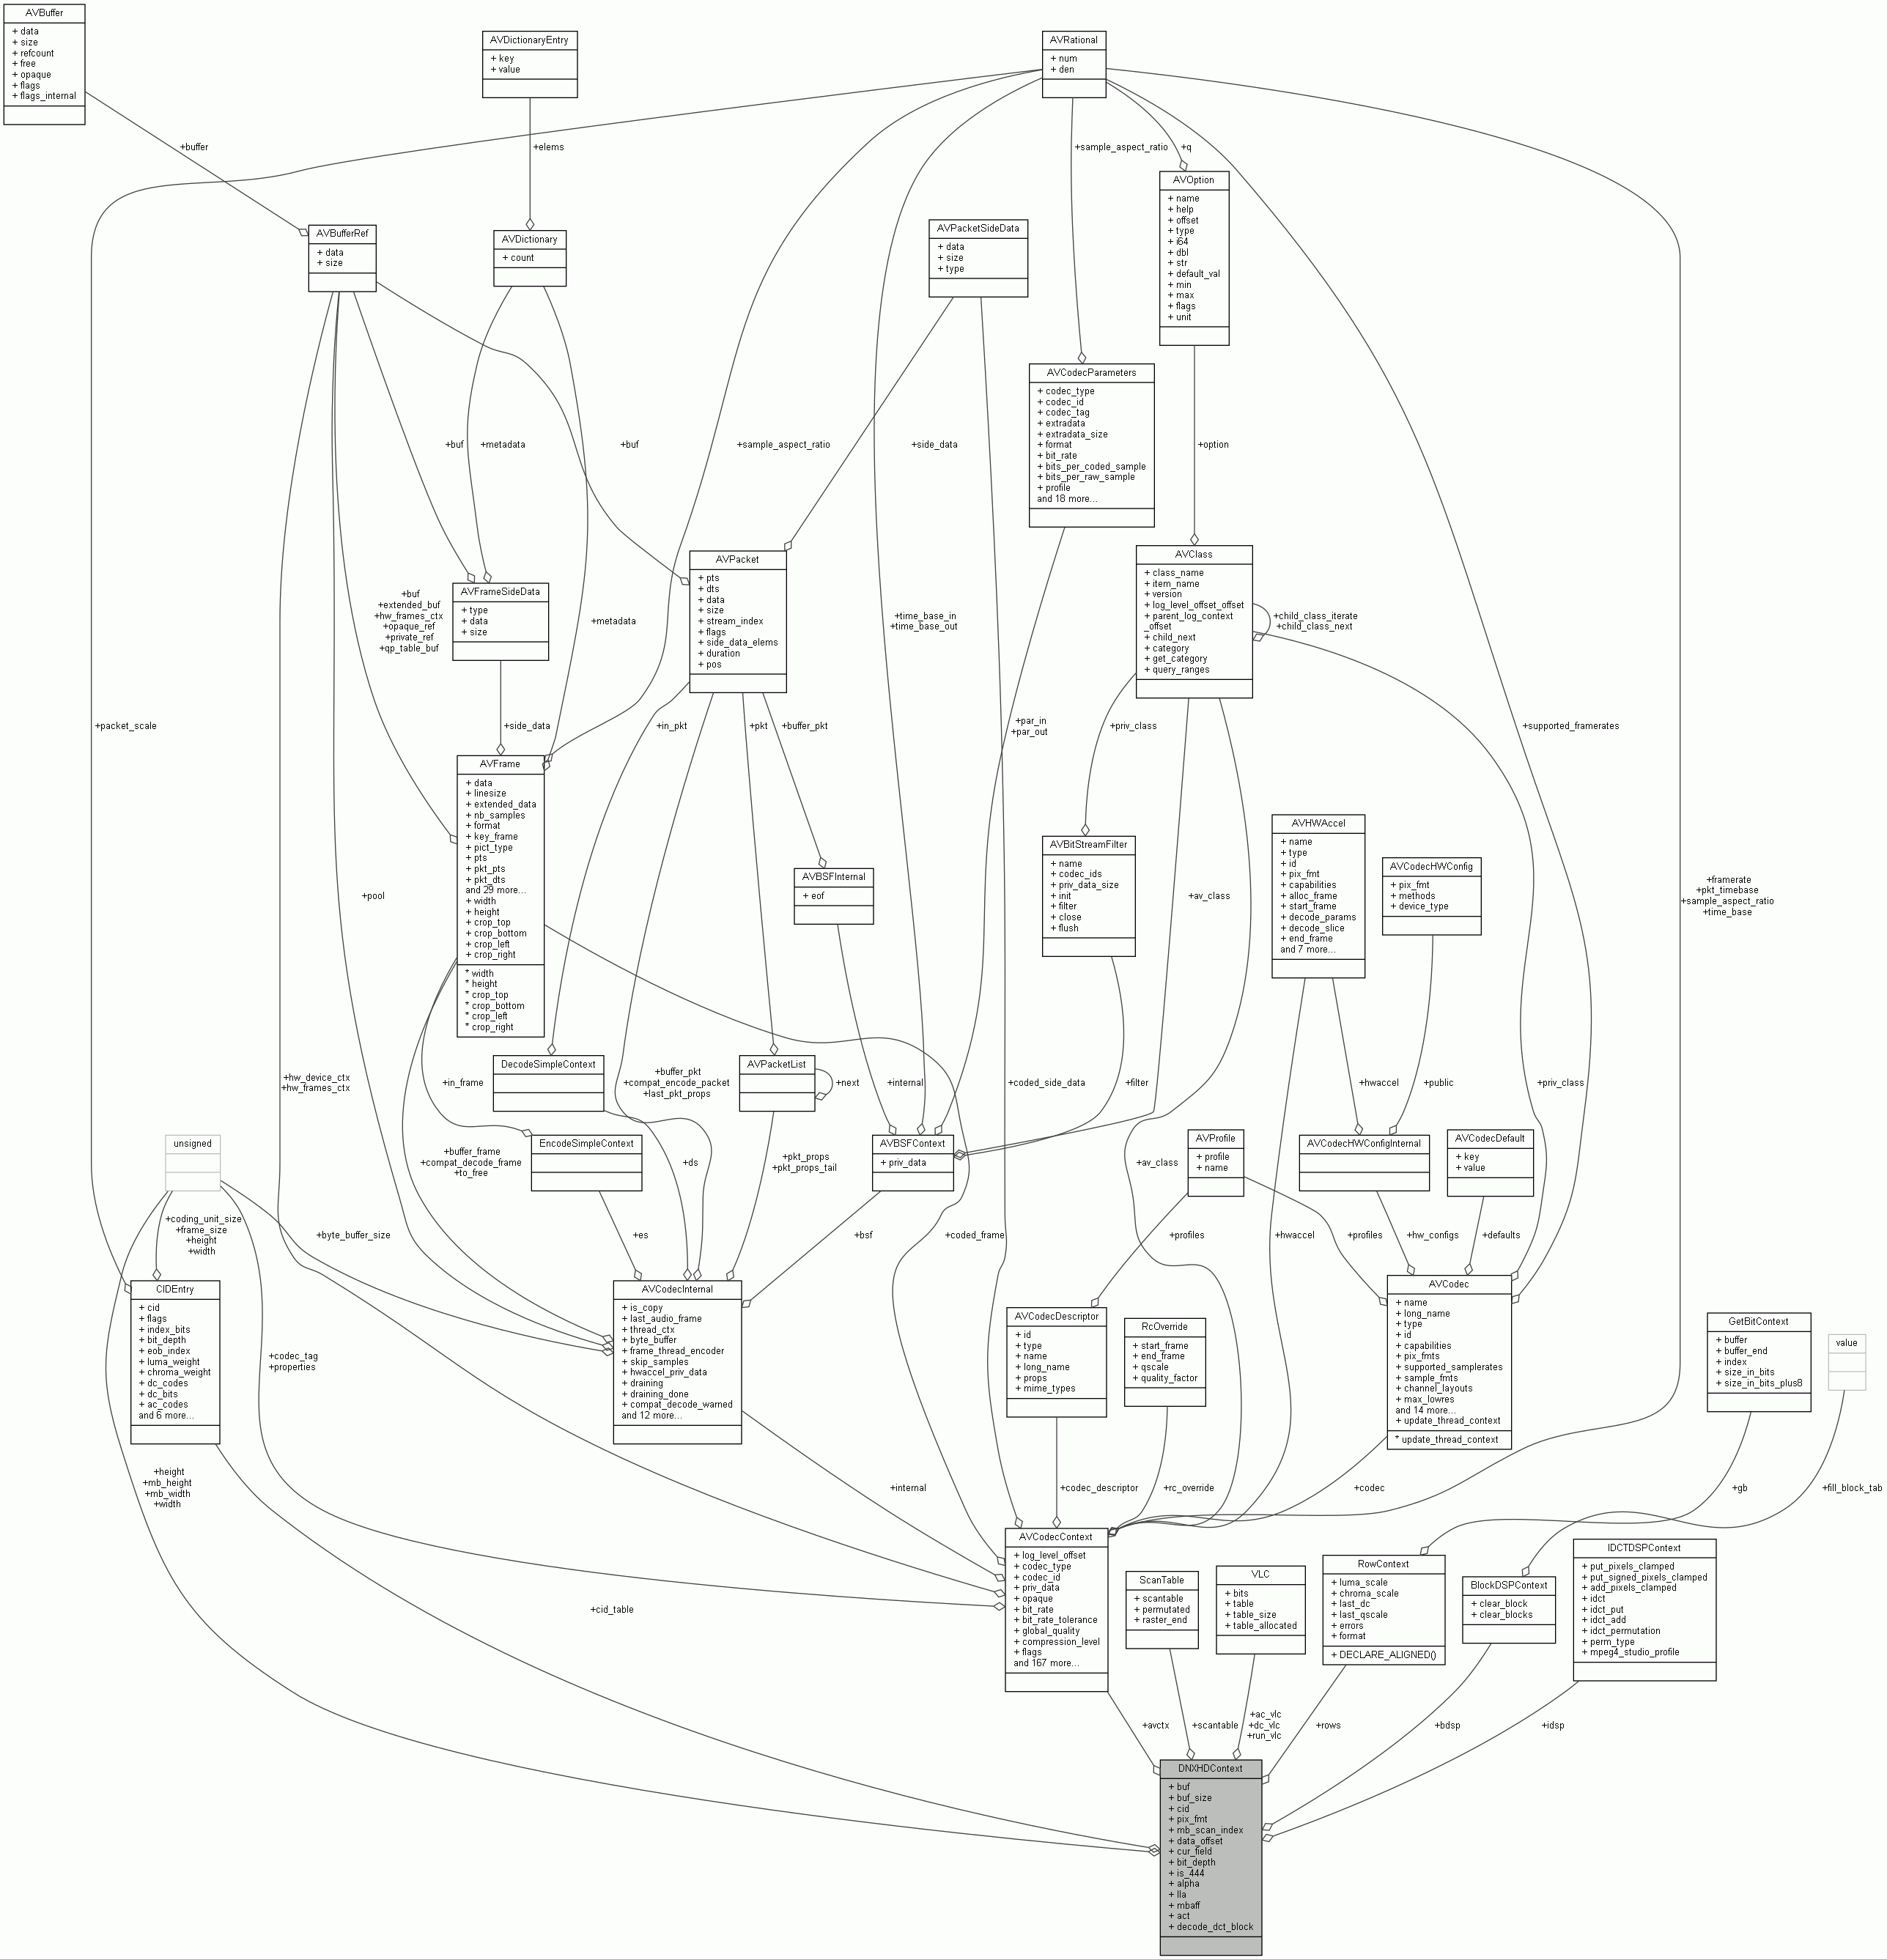 AVBuffer
+ data
+ size
+ refcount
+ free
+ opaque
+ flags
+ flags_internal
AVDictionaryEntry
+ key
+ value
AVRational
+ num
+ den
+buffer
+elems
+sample_aspect_ratio
+q
AVOption
+ name
+ help
+ offset
+ type
+ i64
+ dbl
+ str
+ default_val
+ min
+ max
+ flags
+ unit
AVBufferRef
+ data
+ size
AVDictionary
+ count
AVPacketSideData
+ data
+ size
+ type
AVCodecParameters
+ codec_type
+ codec_id
+ codec_tag
+ extradata
+ extradata_size
+ format
+ bit_rate
+ bits_per_coded_sample
+ bits_per_raw_sample
+ profile
and 18 more...
+buf
+metadata
+buf
+sample_aspect_ratio
+side_data
+option
AVPacket
+ pts
+ dts
+ data
+ size
+ stream_index
+ flags
+ side_data_elems
+ duration
+ pos
AVClass
+ class_name
+ item_name
+ version
+ log_level_offset_offset
+ parent_log_context
_offset
+ child_next
+ category
+ get_category
+ query_ranges
+child_class_iterate
+child_class_next
AVFrameSideData
+ type
+ data
+ size
+buf
+extended_buf
+hw_frames_ctx
+opaque_ref
+private_ref
+qp_table_buf
+metadata
+time_base_in
+time_base_out
+packet_scale
+side_data
+in_pkt
+pkt
+buffer_pkt
+par_in
+par_out
+priv_class
+supported_framerates
AVFrame
+ data
+ linesize
+ extended_data
+ nb_samples
+ format
+ key_frame
+ pict_type
+ pts
+ pkt_pts
+ pkt_dts
and 29 more...
+ width
+ height
+ crop_top
+ crop_bottom
+ crop_left
+ crop_right
* width
* height
* crop_top
* crop_bottom
* crop_left
* crop_right
AVBSFInternal
+ eof
AVBitStreamFilter
+ name
+ codec_ids
+ priv_data_size
+ init
+ filter
+ close
+ flush
AVHWAccel
+ name
+ type
+ id
+ pix_fmt
+ capabilities
+ alloc_frame
+ start_frame
+ decode_params
+ decode_slice
+ end_frame
and 7 more...
AVCodecHWConfig
+ pix_fmt
+ methods
+ device_type
+pool
+av_class
+framerate
+pkt_timebase
+sample_aspect_ratio
+time_base
+hw_device_ctx
+hw_frames_ctx
+in_frame
DecodeSimpleContext
+buffer_pkt
+compat_encode_packet
+last_pkt_props
AVPacketList
+next
+internal
+coded_side_data
+filter
+hwaccel
+public
+priv_class
unsigned
+buffer_frame
+compat_decode_frame
+to_free
EncodeSimpleContext
+ds
+pkt_props
+pkt_props_tail
AVBSFContext
+ priv_data
+av_class
AVProfile
+ profile
+ name
AVCodecHWConfigInternal
AVCodecDefault
+ key
+ value
+coding_unit_size
+frame_size
+height
+width
+byte_buffer_size
+es
+bsf
+coded_frame
+profiles
+hwaccel
+profiles
+hw_configs
+defaults
CIDEntry
+ cid
+ flags
+ index_bits
+ bit_depth
+ eob_index
+ luma_weight
+ chroma_weight
+ dc_codes
+ dc_bits
+ ac_codes
and 6 more...
+codec_tag
+properties
AVCodecInternal
+ is_copy
+ last_audio_frame
+ thread_ctx
+ byte_buffer
+ frame_thread_encoder
+ skip_samples
+ hwaccel_priv_data
+ draining
+ draining_done
+ compat_decode_warned
and 12 more...
AVCodecDescriptor
+ id
+ type
+ name
+ long_name
+ props
+ mime_types
RcOverride
+ start_frame
+ end_frame
+ qscale
+ quality_factor
AVCodec
+ name
+ long_name
+ type
+ id
+ capabilities
+ pix_fmts
+ supported_samplerates
+ sample_fmts
+ channel_layouts
+ max_lowres
and 14 more...
+ update_thread_context
* update_thread_context
GetBitContext
+ buffer
+ buffer_end
+ index
+ size_in_bits
+ size_in_bits_plus8
value
+height
+mb_height
+mb_width
+width
+internal
+codec_descriptor
+rc_override
+codec
+gb
+fill_block_tab
+cid_table
AVCodecContext
+ log_level_offset
+ codec_type
+ codec_id
+ priv_data
+ opaque
+ bit_rate
+ bit_rate_tolerance
+ global_quality
+ compression_level
+ flags
and 167 more...
ScanTable
+ scantable
+ permutated
+ raster_end
VLC
+ bits
+ table
+ table_size
+ table_allocated
RowContext
+ luma_scale
+ chroma_scale
+ last_dc
+ last_qscale
+ errors
+ format
+ DECLARE_ALIGNED()
BlockDSPContext
+ clear_block
+ clear_blocks
IDCTDSPContext
+ put_pixels_clamped
+ put_signed_pixels_clamped
+ add_pixels_clamped
+ idct
+ idct_put
+ idct_add
+ idct_permutation
+ perm_type
+ mpeg4_studio_profile
+avctx
+scantable
+ac_vlc
+dc_vlc
+run_vlc
+rows
+bdsp
+idsp
DNXHDContext
+ buf
+ buf_size
+ cid
+ pix_fmt
+ mb_scan_index
+ data_offset
+ cur_field
+ bit_depth
+ is_444
+ alpha
+ lla
+ mbaff
+ act
+ decode_dct_block